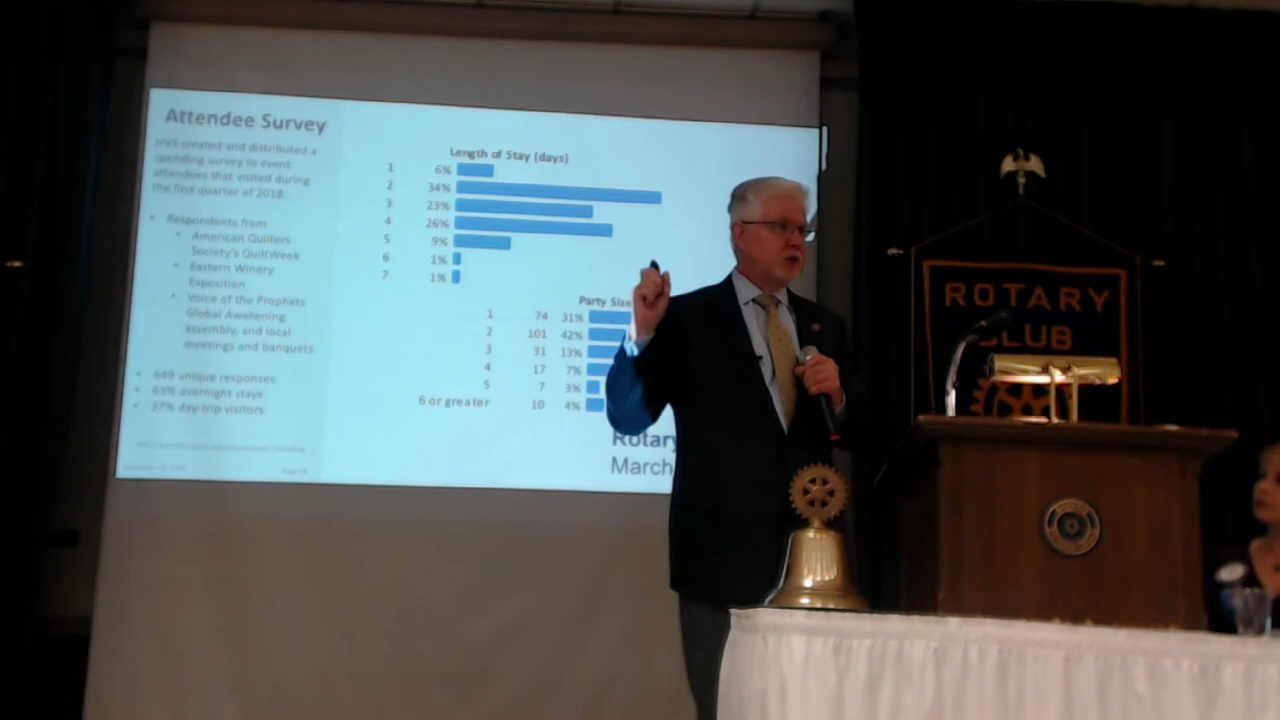 Attendee Survey
HVS created and distributed a
spending survey to event
attendees that visited during
the first quarter of 2018.
• Respondents from
• American Quilters
Society's QuiltWeek
• Eastern Winery
Exposition
• Voice of the Prophets
Global Awakening
assembly, and local
meetings and banquets.
• 649 unique responses
• 63% overnight stays
• 37% day-trip visitors
Length of Stay (days)
1 6%
2 34%
3 23%
4 26%
5 9%
6 1%
7 1%
Party Size
1 74 31%
2 101 42%
3 31 13%
4 17 7%
5 7 3%
6 or greater 10 4%
Rotary
March
ROTARY
CLUB